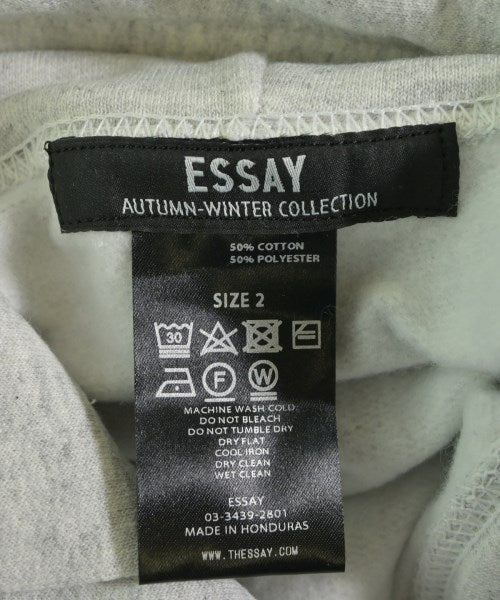 ESSAY
AUTUMN-WINTER COLLECTION
50% COTTON
50% POLYESTER
SIZE 2
30
F W
MACHINE WASH COLD
DO NOT BLEACH
DO NOT TUMBLE DRY
DRY FLAT
COOL IRON
DRY CLEAN
WET CLEAN
ESSAY
03-3439-2801
MADE IN HONDURAS
WWW.THESSAY.COM